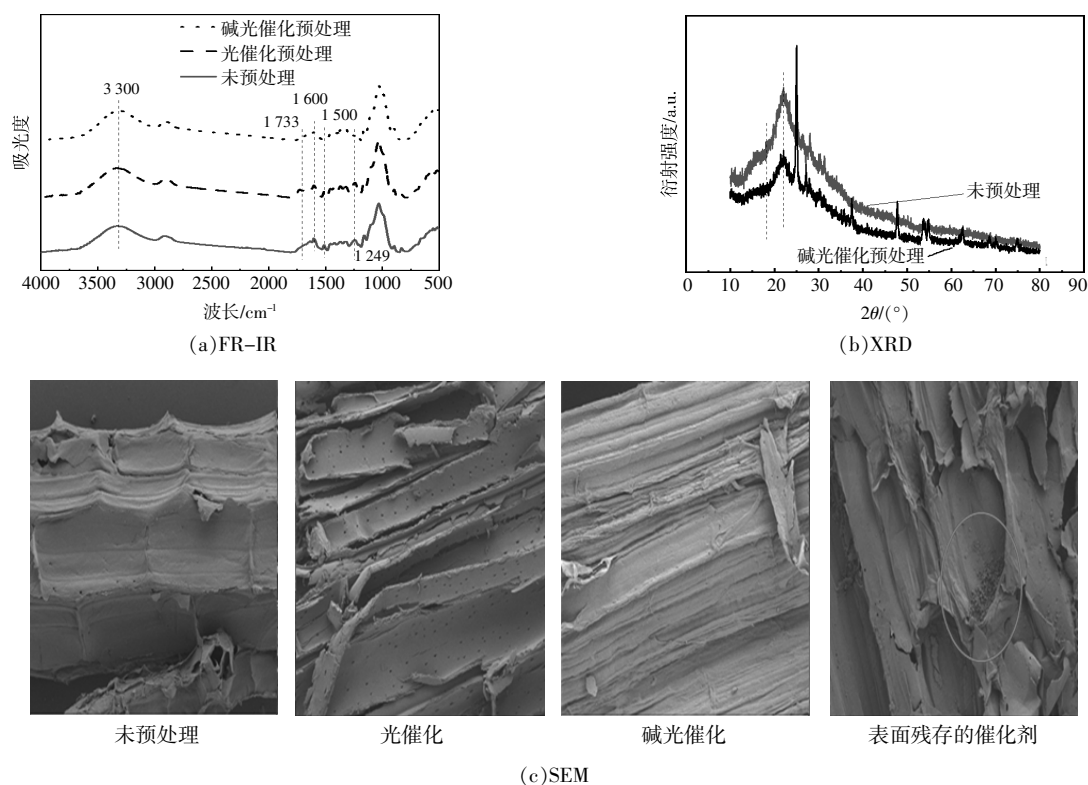 碱光催化预处理
光催化预处理
未预处理
3 300
1 733
1 600
1 500
1 249
吸光度
4000 3500 3000 2500 2000 1500 1000 500
波长/cm⁻¹
(a)FR-IR
衍射强度/a.u.
未预处理
碱光催化预处理
0 10 20 30 40 50 60 70 80 90
2θ/(°)
(b)XRD
未预处理 光催化 碱光催化 表面残存的催化剂
(c)SEM